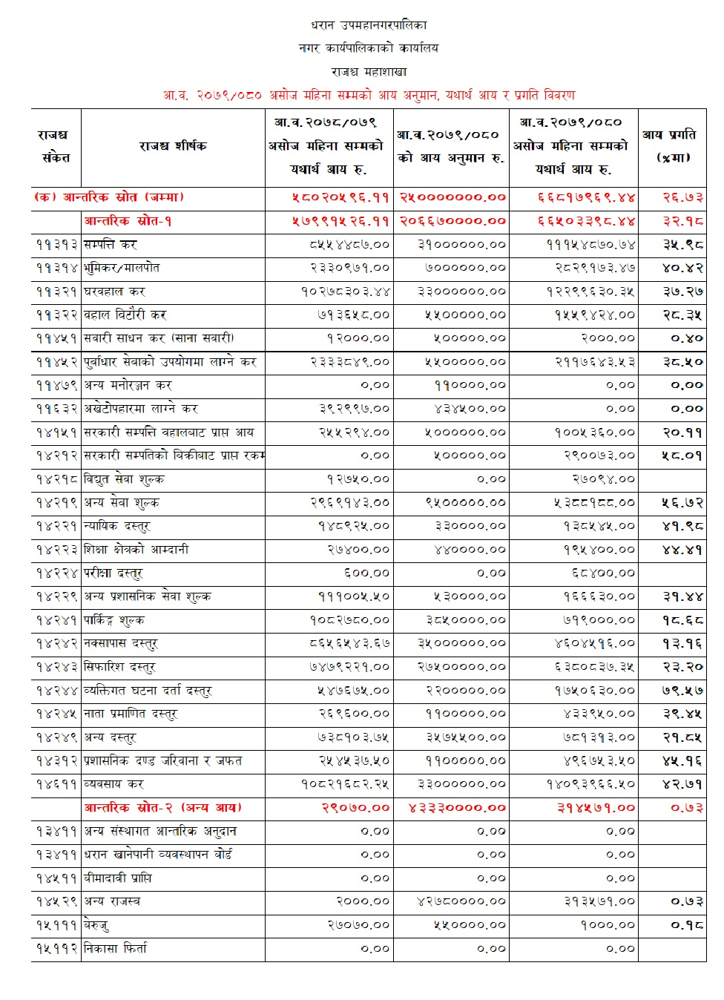 धरान उपमहानगरपालिका
नगर कार्यपालिकाको कार्यालय
राजश्व महाशाखा
आ.व. २०७९/०८० असोज महिना सम्मको आय अनुमान, यथार्थ आय र प्रगति विवरण
राजश्व संकेत राजश्व शीर्षक आ.व.२०७८/०७९ असोज महिना सम्मको यथार्थ आय रु. आ.व.२०७९/०८० को आय अनुमान रु. आ.व.२०७९/०८० असोज महिना सम्मको यथार्थ आय रु. आय प्रगति (%मा)
(क) आन्तरिक स्रोत (जम्मा) ५८०२०५९६.११ २५०००००००.०० ६६८१७९६९.४४ २६.७३
आन्तरिक स्रोत-१ ५७९९१५२६.११ २०६६७००००.०० ६६५०३३९८.४४ ३२.१८
११३१३ सम्पत्ति कर ८५५४४८७.०० ३१००००००.०० १११५४८७०.७४ ३५.९८
११३१४ भुमिकर/मालपोत २३३०९७१.०० ७००००००.०० २८२९१७३.४७ ४०.४२
११३२१ घरवहाल कर १०२७८३०३.४४ ३३००००००.०० १२२९९६३०.३५ ३७.२७
११३२२ वहाल विटौरी कर ७१३६५८.०० ५५०००००.०० १५५९४२४.०० २८.३५
११४५१ सवारी साधन कर (साना सवारी) १२०००.०० ५०००००.०० २०००.०० ०.४०
११४५२ पुर्वाधार सेवाको उपयोगमा लाग्ने कर २३३३८४९.०० ५५०००००.०० २११७६४३.५३ ३८.५०
११४७९ अन्य मनोरञ्जन कर ०.०० ११००००.०० ०.०० ०.००
११६३२ अखेटोपहारमा लाग्ने कर ३९२९९७.०० ४३४५००.०० ०.०० ०.००
१४१५१ सरकारी सम्पत्ति वहालबाट प्राप्त आय २५५२९४.०० ५००००००.०० १००५३६०.०० २०.११
१४२१२ सरकारी सम्पतिको बिक्रीबाट प्राप्त रकम ०.०० ५०००००.०० २९००७३.०० ५८.०१
१४२१८ विद्युत सेवा शुल्क १२७५०.०० ०.०० २७०९४.००
१४२१९ अन्य सेवा शुल्क २९६९१४३.०० ९५०००००.०० ५३८८१८८.०० ५६.७२
१४२२१ न्यायिक दस्तुर १४८९२५.०० ३३००००.०० १३८५४५.०० ४१.९८
१४२२३ शिक्षा क्षेत्रको आम्दानी २७४००.०० ४४००००.०० १९५४००.०० ४४.४१
१४२२४ परीक्षा दस्तुर ६००.०० ०.०० ६८४००.००
१४२२९ अन्य प्रशासनिक सेवा शुल्क १११००५.५० ५३००००.०० १६६६३०.०० ३१.४४
१४२४१ पार्किङ्ग शुल्क १०८२७८०.०० ३८५००००.०० ७१९०००.०० १८.६८
१४२४२ नक्सापास दस्तुर ८६५६५४३.६७ ३५००००००.०० ४६०४५१६.०० १३.१६
१४२४३ सिफारिश दस्तुर ७४७९२२१.०० २७५०००००.०० ६३८०८३७.३५ २३.२०
१४२४४ व्यक्तिगत घटना दर्ता दस्तुर ५४७६७५.०० २२०००००.०० १७५०६३०.०० ७९.५७
१४२४५ नाता प्रमाणित दस्तुर २६९६००.०० ११०००००.०० ४३३९५०.०० ३९.४५
१४२४९ अन्य दस्तुर ७३८१०३.७५ ३५७५५००.०० ७८१३१३.०० २१.८५
१४३१२ प्रशासनिक दण्ड जरिवाना र जफत २५४५३७.५० ११०००००.०० ४९६७५३.५० ४५.१६
१४६११ व्यवसाय कर १०८२१६८२.२५ ३३००००००.०० १४०९३९६६.५० ४२.७१
आन्तरिक स्रोत-२ (अन्य आय) २९०७०.०० ४३३३००००.०० ३१४५७१.०० ०.७३
१३४११ अन्य संस्थागत आन्तरिक अनुदान ०.०० ०.०० ०.००
१३४११ धरान खानेपानी व्यवस्थापन बोर्ड ०.०० ०.०० ०.००
१४५११ बीमादावी प्राप्ति ०.०० ०.०० ०.००
१४५२९ अन्य राजस्व २०००.०० ४२७८००००.०० ३१३५७१.०० ०.७३
१५१११ बेरुजु २७०७०.०० ५५००००.०० १०००.०० ०.१८
१५११२ निकासा फिर्ता ०.०० ०.०० ०.००